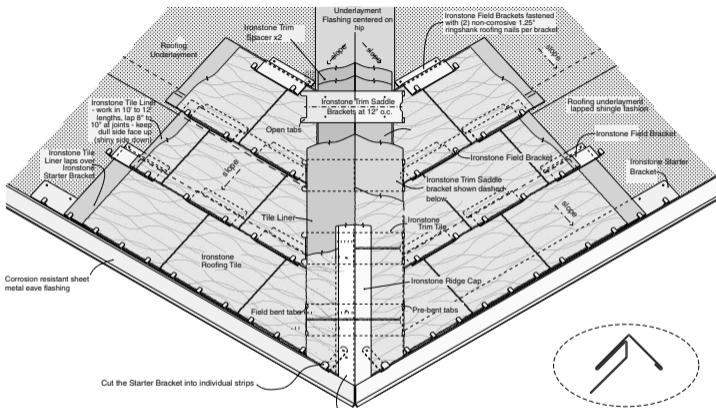 Underlayment
Flashing centered on
hip
Ironstone Field Brackets fastened
with (2) non-corrosive 1.25"
ringshank roofing nails per bracket
Ironstone Trim
Spacer x2
Roofing
Underlayment
slope
slope
slope
Ironstone Tile Liner
- work in 10' to 12'
lengths, lap 8" to
10" at joints - keep
dull side face up
(shiny side down)
Ironstone Trim Saddle
Brackets at 12" o.c.
Roofing underlayment
lapped shingle fashion
Open tabs
Ironstone Field Bracket
Ironstone Tile
Liner laps over
Ironstone
Starter Bracket
Ironstone Field Bracket
Ironstone Starter
Bracket
slope
Ironstone Trim Saddle
bracket shown dashed
below
slope
Tile Liner
Ironstone
Trim Tile
Ironstone
Roofing Tile
Corrosion resistant sheet
metal eave flashing
Ironstone Ridge Cap
Field bent tabs
Pre-bent tabs
Cut the Starter Bracket into individual strips